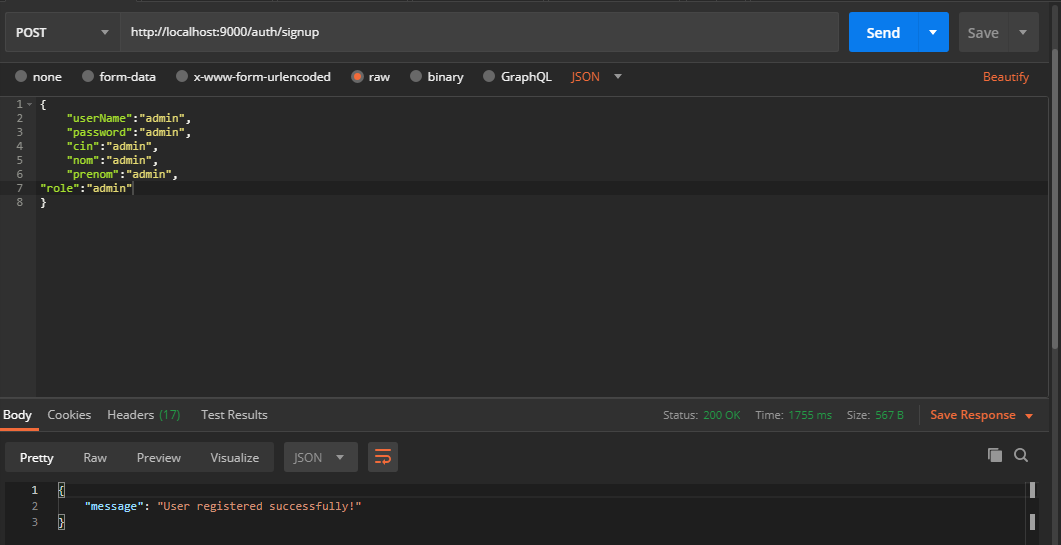 POST http://localhost:9000/auth/signup Send Save
none form-data x-www-form-urlencoded raw binary GraphQL JSON Beautify
1 {
2 "userName":"admin",
3 "password":"admin",
4 "cin":"admin",
5 "nom":"admin",
6 "prenom":"admin",
7 "role":"admin"
8 }
Body Cookies Headers (17) Test Results Status: 200 OK Time: 1755 ms Size: 567 B Save Response
Pretty Raw Preview Visualize JSON
1 {
2 "message": "User registered successfully!"
3 }